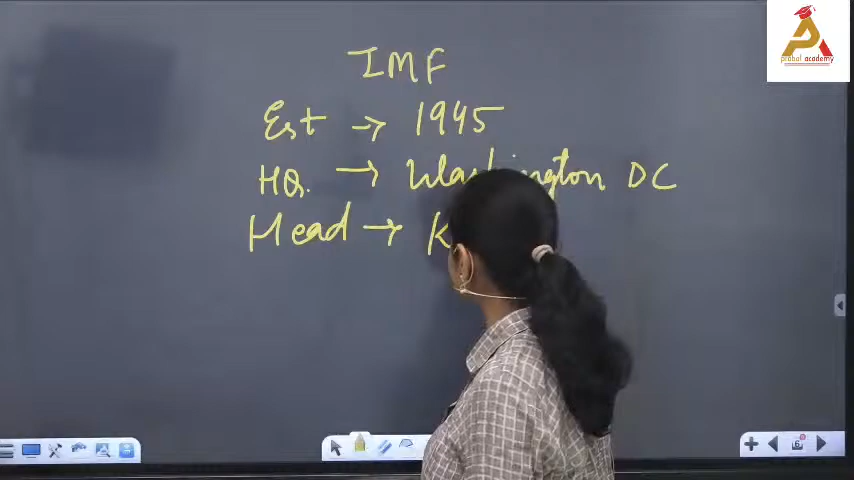 prabal academy
IMF
Est → 1945
HQ. → Washington DC
Head → K